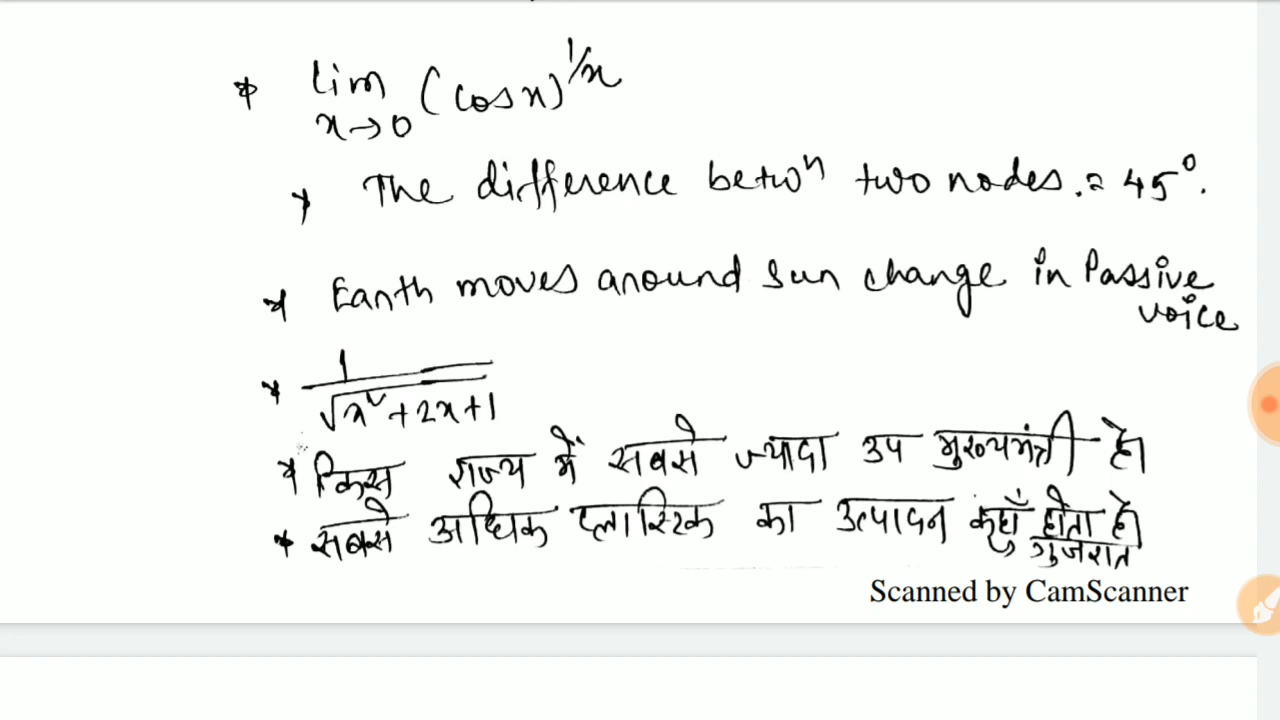 * lim (cosx)^1/x
x→0
* The difference betwⁿ two nodes. = 45°.
* Earth moves around sun change in Passive
voice
* 1
√x²+2x+1
* किस राज्य में सबसे ज्यादा उप मुख्यमंत्री है।
* सबसे अधिक प्लास्टिक का उत्पादन कहाँ होता है।
→ गुजरात
Scanned by CamScanner